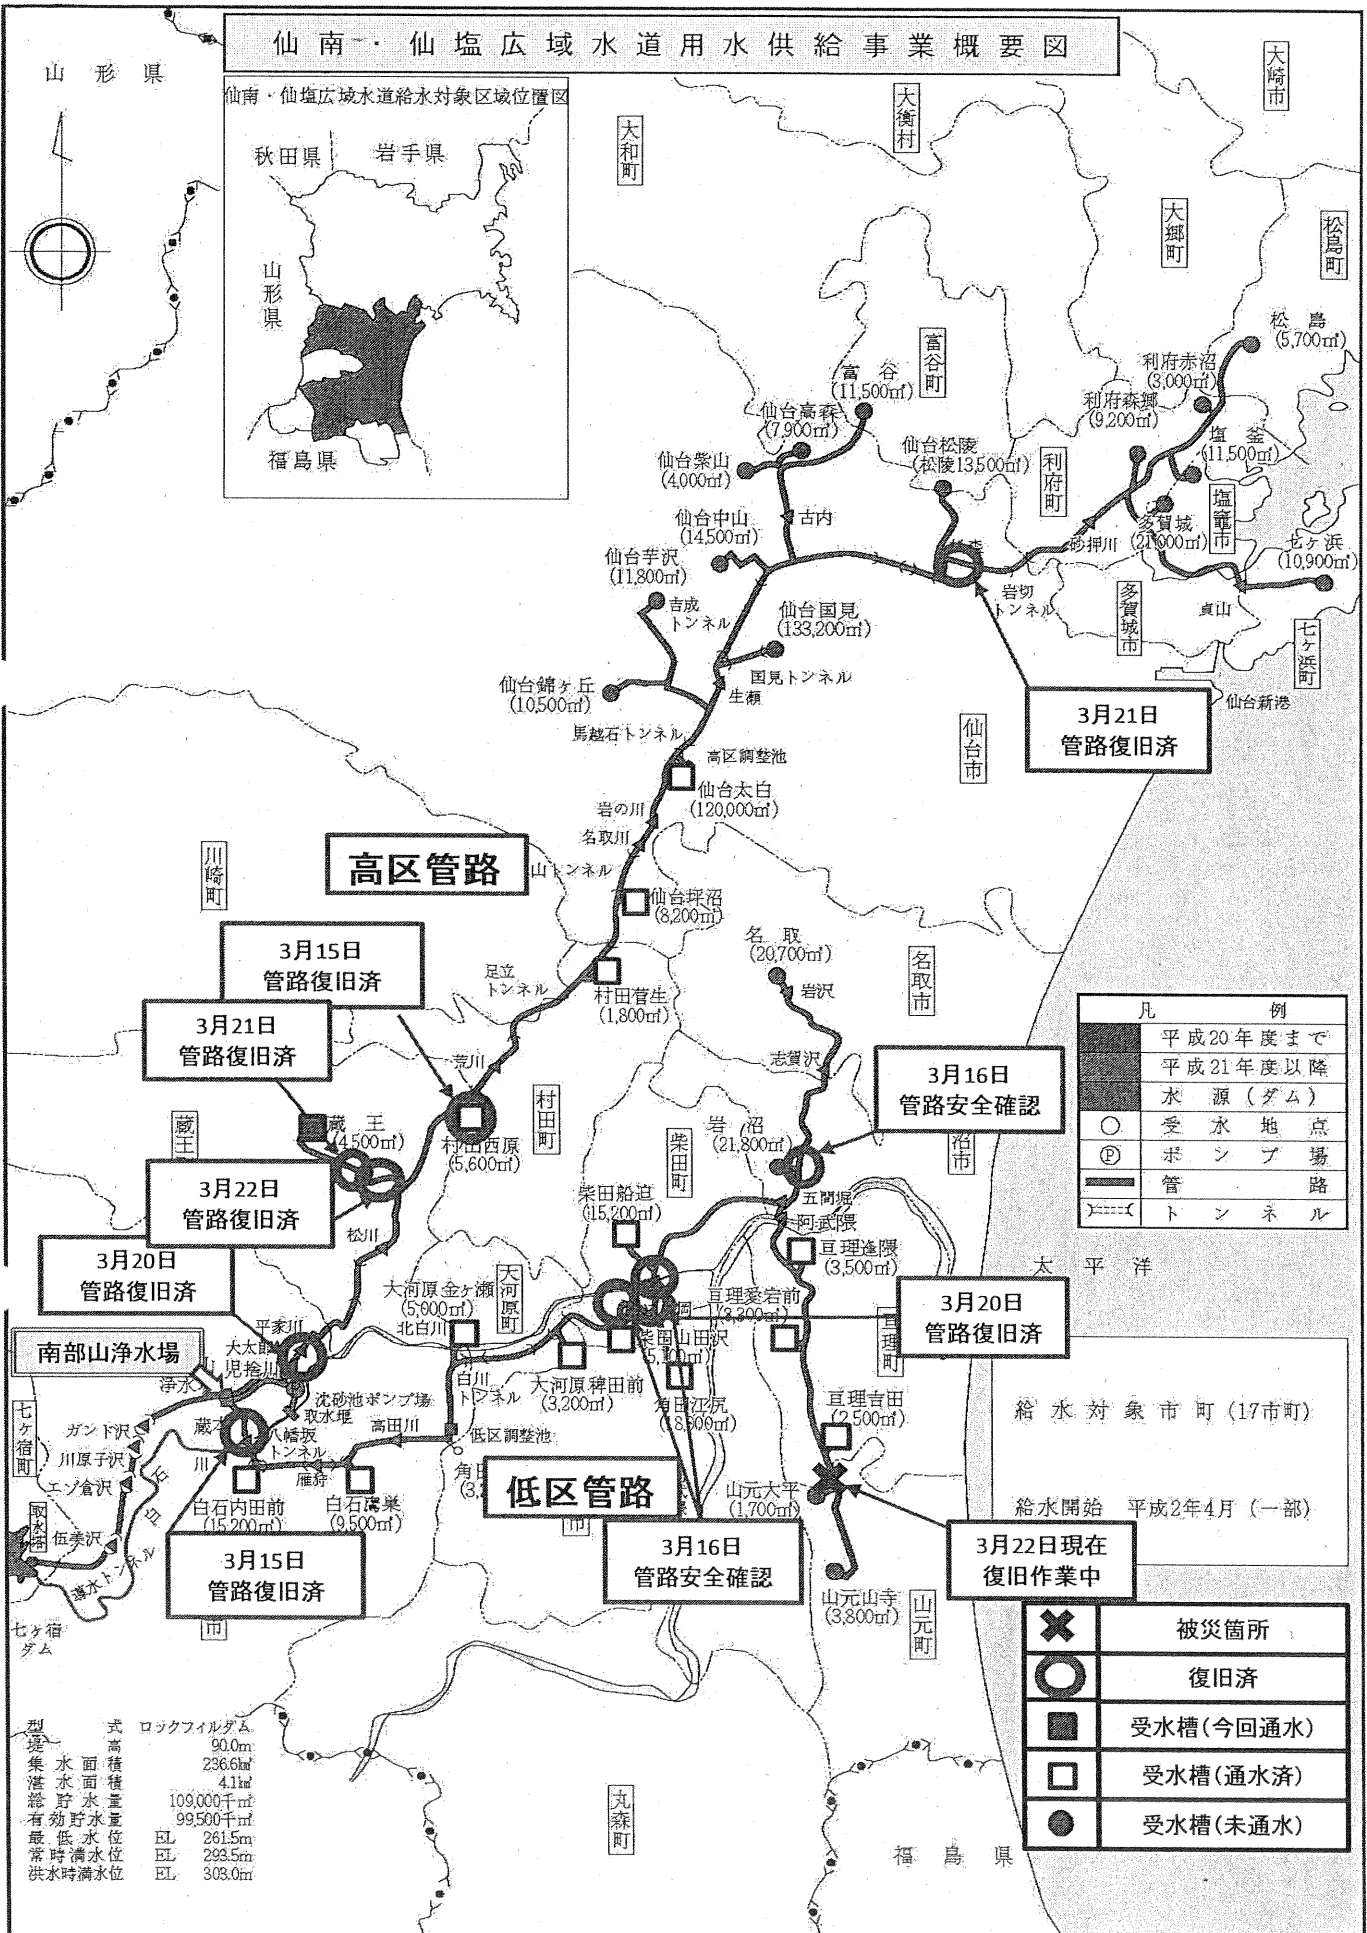 仙南・仙塩広域水道用水供給事業概要図
山形県
仙南・仙塩広域水道給水対象区域位置図
秋田県
岩手県
山形県
福島県
大崎市
大衡村
大和町
大郷町
松島町
富谷町
松島
(5,700㎥)
利府赤沼
(3,000㎥)
利府森郷
(9,200㎥)
塩釜
(11,500㎥)
富谷
(11,500㎥)
仙台高森
(7,900㎥)
仙台紫山
(4,000㎥)
仙台松陵
(松陵13,500㎥)
利府町
塩竈市
多賀城
(21,000㎥)
七ヶ浜
(10,900㎥)
仙台中山
(14,500㎥)
古内
砂押川
仙台芋沢
(11,800㎥)
吉成
トンネル
岩切
トンネル
多賀城市
貞山
七ヶ浜町
仙台新港
仙台国見
(133,200㎥)
国見トンネル
仙台錦ヶ丘
(10,500㎥)
生瀬
馬越石トンネル
仙台市
3月21日
管路復旧済
高区調整池
仙台太白
(120,000㎥)
岩の川
名取川
山トンネル
川崎町
高区管路
仙台坪沼
(8,200㎥)
3月15日
管路復旧済
足立
トンネル
村田菅生
(1,800㎥)
名取
(20,700㎥)
岩沢
名取市
3月21日
管路復旧済
荒川
志賀沢
3月16日
管路安全確認
凡例
平成20年度まで
平成21年度以降
水源(ダム)
受水地点
Ⓟ ポンプ場
管路
トンネル
蔵王
蔵王
(4,500㎥)
村田町
村田西原
(5,600㎥)
柴田町
岩沼
(21,800㎥)
沼市
3月22日
管路復旧済
松川
柴田船迫
(15,200㎥)
五間堀
阿武隈
亘理逢隈
(3,500㎥)
太平洋
3月20日
管路復旧済
大河原町
大河原金ヶ瀬
(5,000㎥)
北白川
亘理愛宕前
(3,300㎥)
亘理町
3月20日
管路復旧済
平家川
児捨川
南部山浄水場
浄水
柴田山田沢
白川
トンネル
大河原稗田前
(3,200㎥)
角田江尻
亘理吉田
(2,500㎥)
給水対象市町(17市町)
給水開始 平成2年4月(一部)
七ヶ宿町
ガンド沢
川原子沢
エゾ倉沢
沈砂池ポンプ場
取水堰
八幡坂
トンネル
高田川
低区調整池
雁狩
低区管路
山元太平
(1,700㎥)
白石内田前
(15,200㎥)
白石鷹巣
(9,500㎥)
取水塔
導水トンネル
3月15日
管路復旧済
3月16日
管路安全確認
3月22日現在
復旧作業中
山元山寺
(3,800㎥)
山元町
市
七ヶ宿
ダム
被災箇所
復旧済
受水槽(今回通水)
受水槽(通水済)
受水槽(未通水)
型式 ロックフィルダム
堤高 90.0m
集水面積 236.6k㎡
湛水面積 4.1k㎡
総貯水量 109,000千㎥
有効貯水量 99,500千㎥
最低水位 EL 261.5m
常時満水位 EL 293.5m
洪水時満水位 EL 303.0m
丸森町
福島県